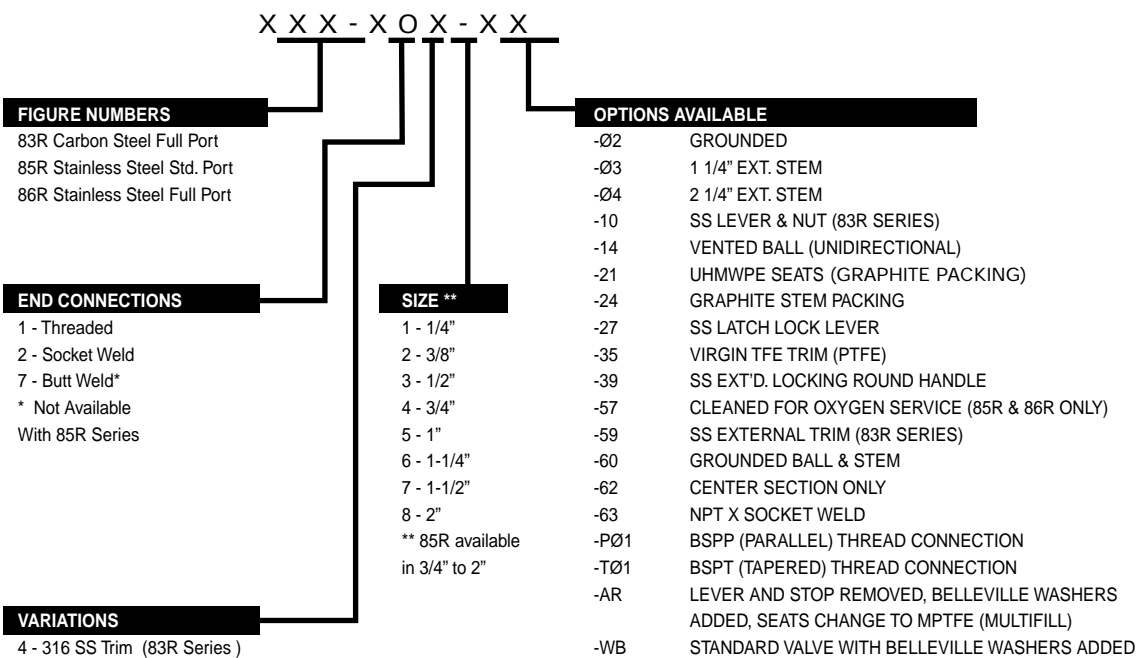 X X X - X O X - X X
FIGURE NUMBERS
83R Carbon Steel Full Port
85R Stainless Steel Std. Port
86R Stainless Steel Full Port
END CONNECTIONS
1 - Threaded
2 - Socket Weld
7 - Butt Weld*
* Not Available
With 85R Series
VARIATIONS
4 - 316 SS Trim (83R Series )
SIZE **
1 - 1/4”
2 - 3/8”
3 - 1/2”
4 - 3/4”
5 - 1”
6 - 1-1/4”
7 - 1-1/2”
8 - 2”
** 85R available
in 3/4” to 2”
OPTIONS AVAILABLE
-Ø2 GROUNDED
-Ø3 1 1/4” EXT. STEM
-Ø4 2 1/4” EXT. STEM
-10 SS LEVER & NUT (83R SERIES)
-14 VENTED BALL (UNIDIRECTIONAL)
-21 UHMWPE SEATS (GRAPHITE PACKING)
-24 GRAPHITE STEM PACKING
-27 SS LATCH LOCK LEVER
-35 VIRGIN TFE TRIM (PTFE)
-39 SS EXT’D. LOCKING ROUND HANDLE
-57 CLEANED FOR OXYGEN SERVICE (85R & 86R ONLY)
-59 SS EXTERNAL TRIM (83R SERIES)
-60 GROUNDED BALL & STEM
-62 CENTER SECTION ONLY
-63 NPT X SOCKET WELD
-PØ1 BSPP (PARALLEL) THREAD CONNECTION
-TØ1 BSPT (TAPERED) THREAD CONNECTION
-AR LEVER AND STOP REMOVED, BELLEVILLE WASHERS
ADDED, SEATS CHANGE TO MPTFE (MULTIFILL)
-WB STANDARD VALVE WITH BELLEVILLE WASHERS ADDED